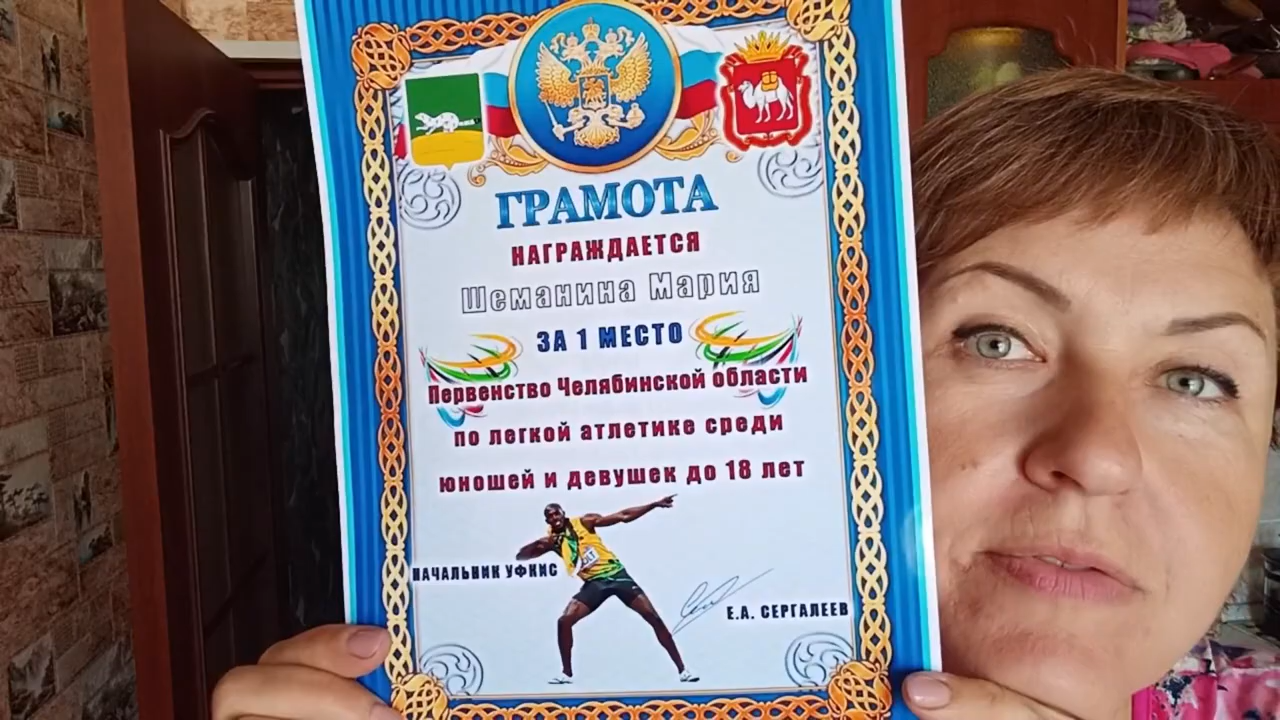 ГРАМОТА
НАГРАЖДАЕТСЯ
Шеманина Мария
ЗА 1 МЕСТО
Первенство Челябинской области
по легкой атлетике среди
юношей и девушек до 18 лет
НАЧАЛЬНИК УФКИС
Е.А. СЕРГАЛЕЕВ